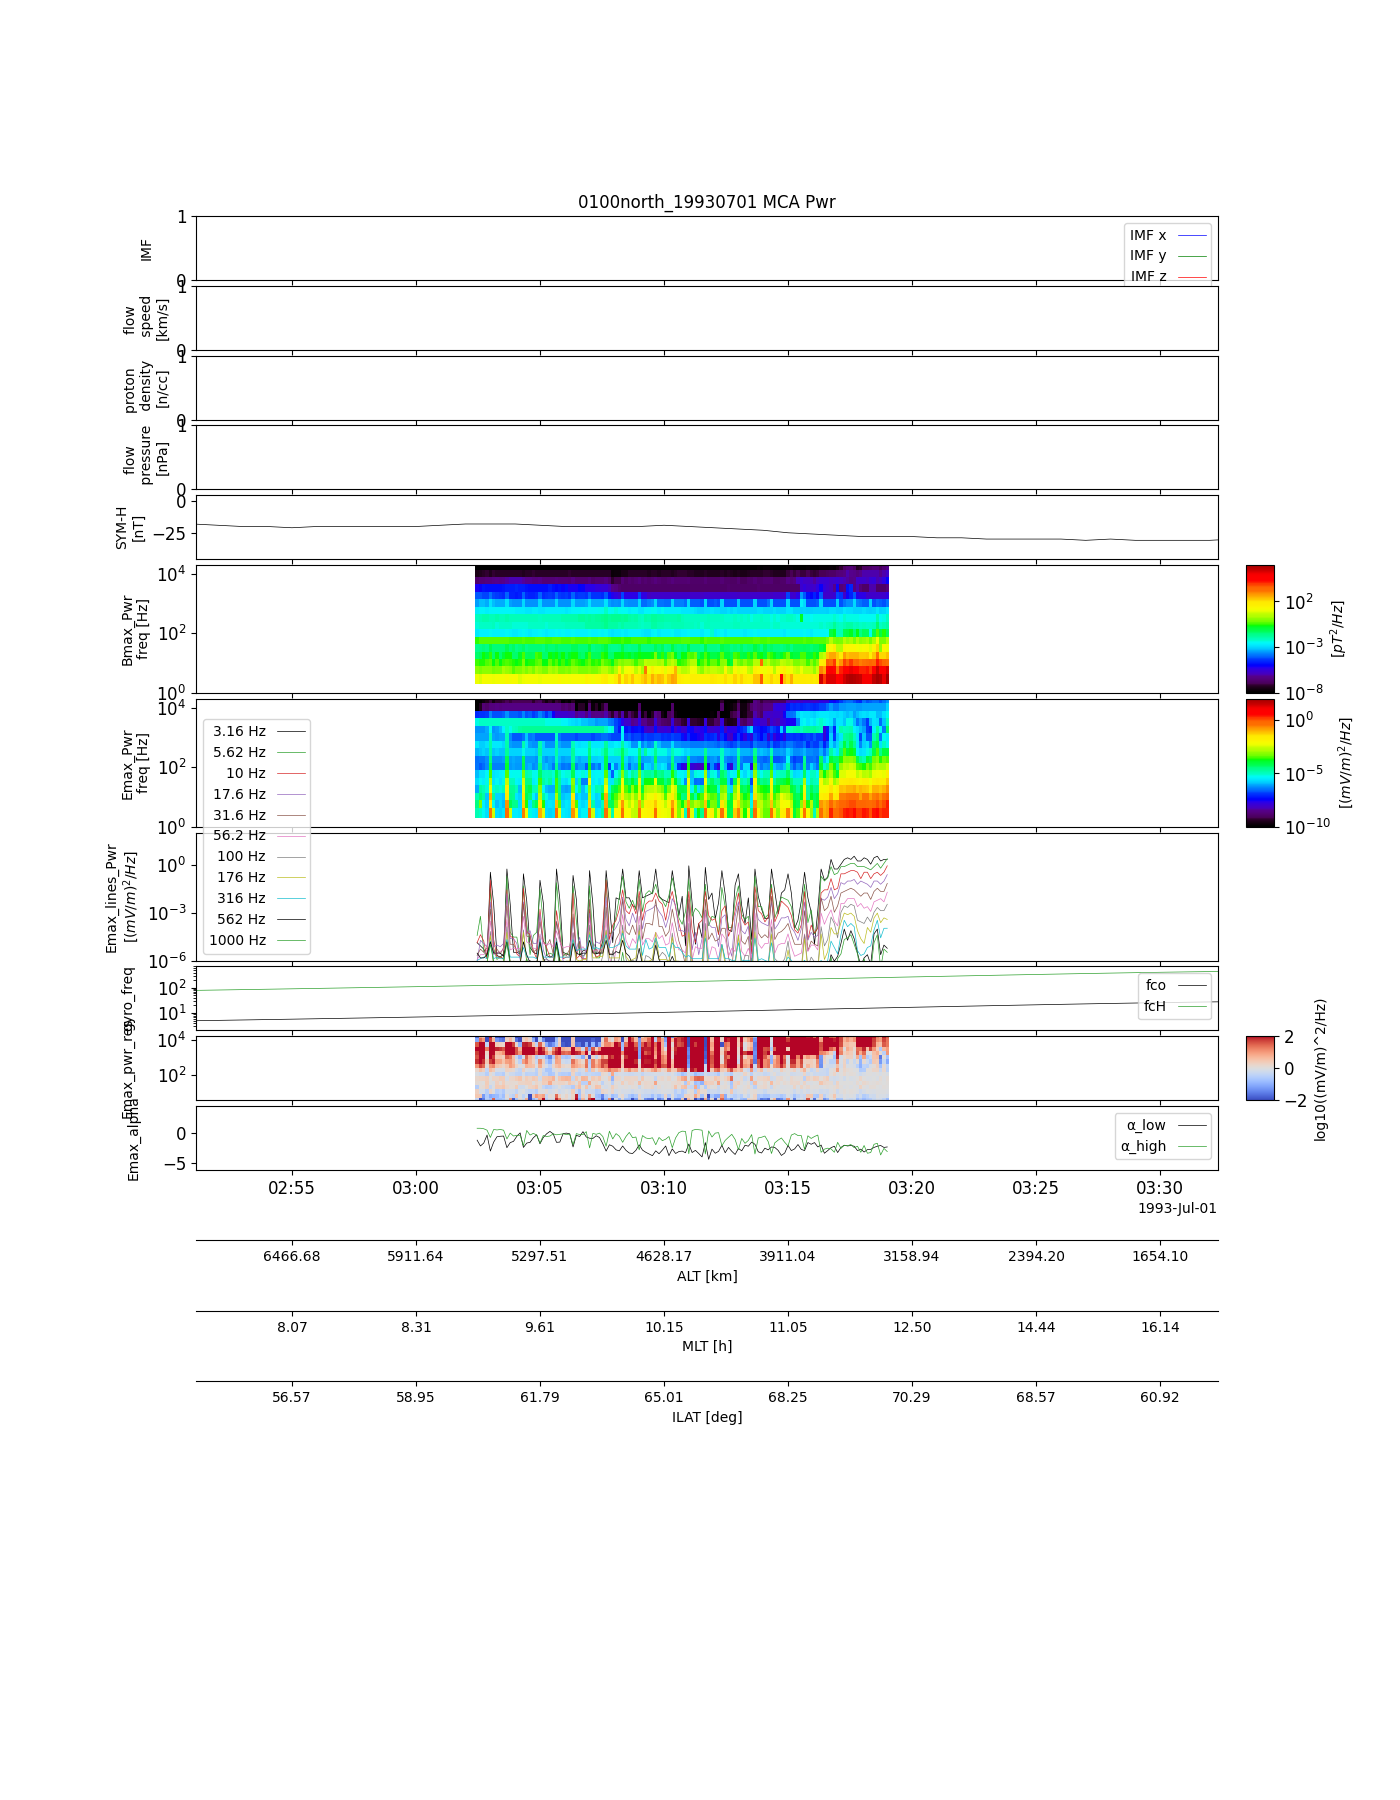 0100north_19930701 MCA Pwr
IMF
1
0
IMF x
IMF y
IMF z
flow
speed
[km/s]
1
0
proton
density
[n/cc]
1
0
flow
pressure
[nPa]
1
0
SYM-H
[nT]
0
−25
Bmax_Pwr
freq [Hz]
10^4
10^2
10^0
10^2
10^−3
10^−8
[pT^2/Hz]
Emax_Pwr
freq [Hz]
10^4
10^2
10^0
10^0
10^−5
10^−10
[(mV/m)^2/Hz]
3.16 Hz
5.62 Hz
10 Hz
17.6 Hz
31.6 Hz
56.2 Hz
100 Hz
176 Hz
316 Hz
562 Hz
1000 Hz
Emax_lines_Pwr
[(mV/m)^2/Hz]
10^0
10^−3
10^−6
gyro_freq
10^2
10^1
fco
fcH
Emax_pwr_reg
10^4
10^2
2
0
−2
log10((mV/m)^2/Hz)
Emax_alpha
0
−5
α_low
α_high
02:55 03:00 03:05 03:10 03:15 03:20 03:25 03:30
1993-Jul-01
6466.68 5911.64 5297.51 4628.17 3911.04 3158.94 2394.20 1654.10
ALT [km]
8.07 8.31 9.61 10.15 11.05 12.50 14.44 16.14
MLT [h]
56.57 58.95 61.79 65.01 68.25 70.29 68.57 60.92
ILAT [deg]